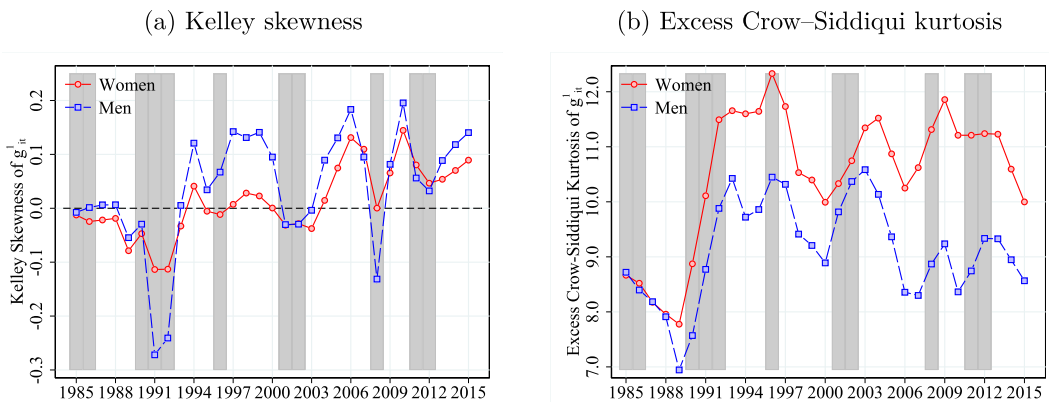 (a) Kelley skewness
Kelley Skewness of g¹ᵢₜ
0.2
0.1
0.0
-0.1
-0.2
-0.3
Women
Men
1985 1988 1991 1994 1997 2000 2003 2006 2009 2012 2015
(b) Excess Crow–Siddiqui kurtosis
Excess Crow-Siddiqui Kurtosis of g¹ᵢₜ
12.0
11.0
10.0
9.0
8.0
7.0
Women
Men
1985 1988 1991 1994 1997 2000 2003 2006 2009 2012 2015